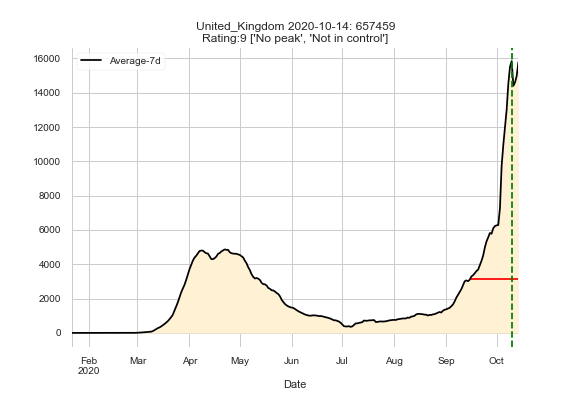 United_Kingdom 2020-10-14: 657459
Rating:9 ['No peak', 'Not in control']
Average-7d
16000
14000
12000
10000
8000
6000
4000
2000
0
Feb Mar Apr May Jun Jul Aug Sep Oct
2020
Date